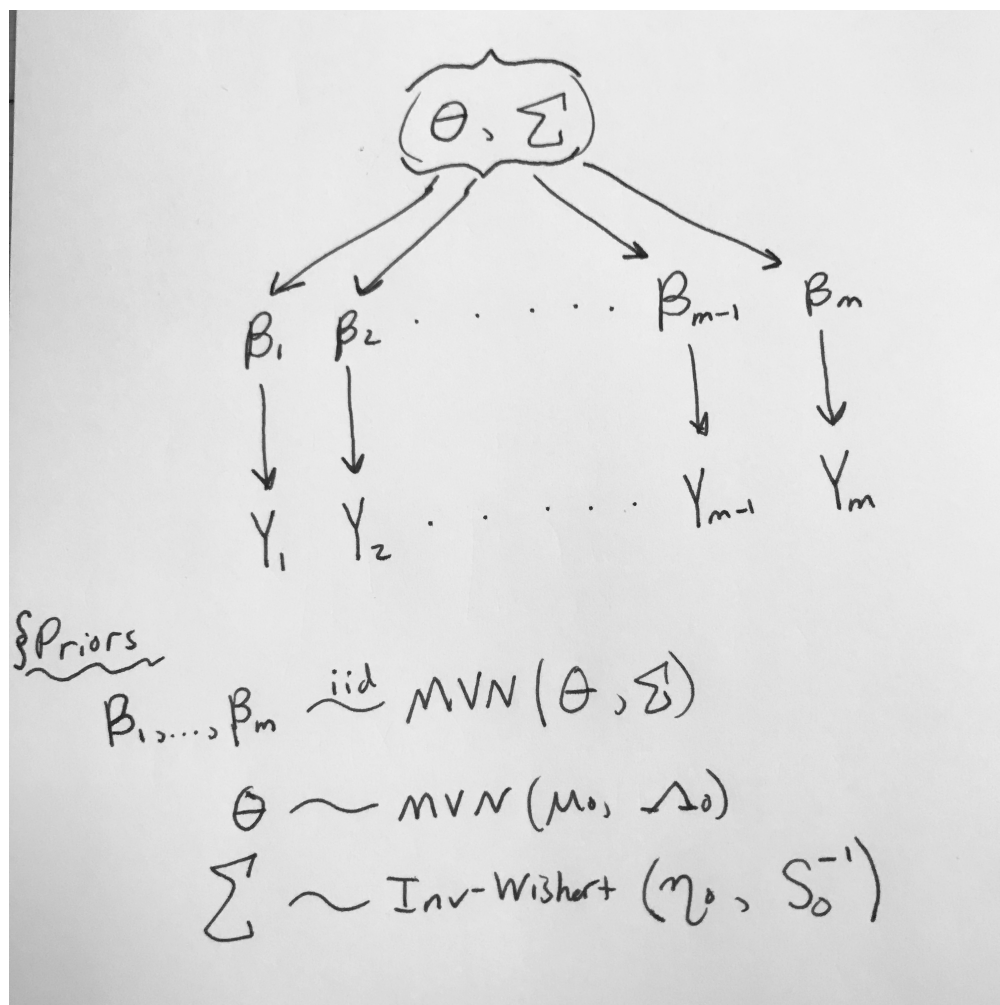 θ, Σ
β₁ β₂ . . . . . βₘ₋₁ βₘ
Y₁ Y₂ . . . . . Yₘ₋₁ Yₘ
§Priors
β₁,...,βₘ iid ~ MVN(θ, Σ)
θ ~ MVN(μ₀, Λ₀)
Σ ~ Inv-Wishart(η₀, S₀⁻¹)